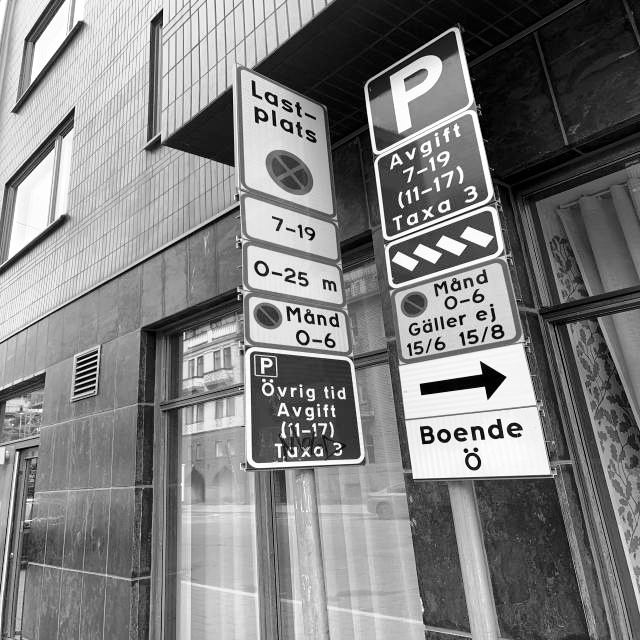 Last-
plats
7-19
0-25 m
Månd
0-6
P
Övrig tid
Avgift
(11-17)
Taxa 3
P
Avgift
7-19
(11-17)
Taxa 3
Månd
0-6
Gäller ej
15/6 15/8
Boende
Ö